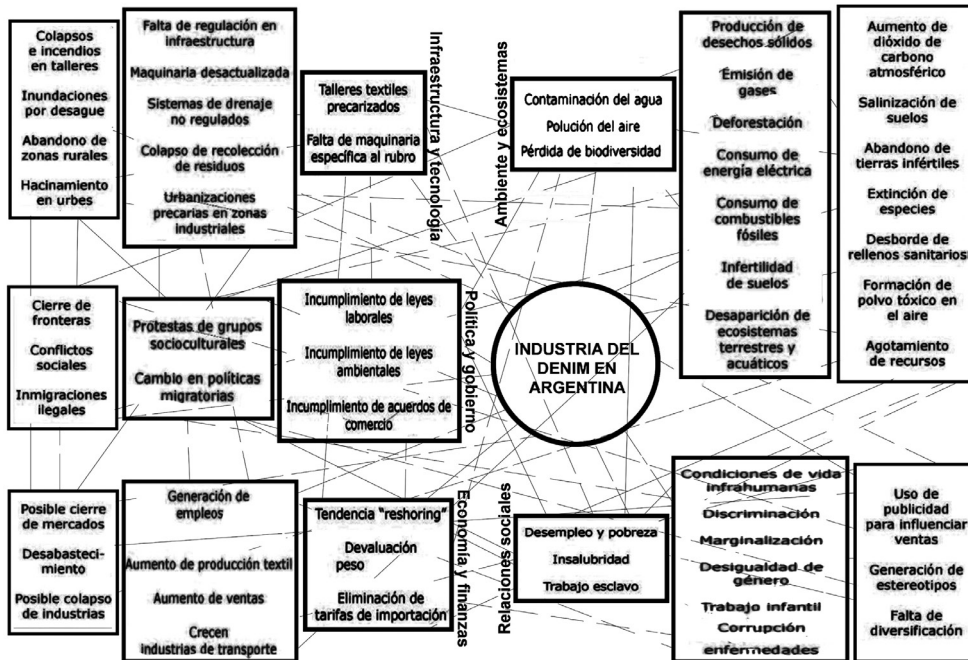 Colapsos
e incendios
en talleres
Inundaciones
por desague
Abandono de
zonas rurales
Hacinamiento
en urbes
Falta de regulación en
infraestructura
Maquinaria desactualizada
Sistemas de drenaje
no regulados
Colapso de recolección
de residuos
Urbanizaciones
precarias en zonas
industriales
Talleres textiles
precarizados
Falta de maquinaria
específica al rubro
Infraestructura y tecnología
Ambiente y ecosistemas
Contaminación del agua
Polución del aire
Pérdida de biodiversidad
Producción de
desechos sólidos
Emisión de
gases
Deforestación
Consumo de
energía eléctrica
Consumo de
combustibles
fósiles
Infertilidad
de suelos
Desaparición de
ecosistemas
terrestres y
acuáticos
Aumento de
dióxido de
carbono
atmosférico
Salinización de
suelos
Abandono de
tierras infértiles
Extinción de
especies
Desborde de
rellenos sanitarios
Formación de
polvo tóxico en
el aire
Agotamiento
de recursos
Cierre de
fronteras
Conflictos
sociales
Inmigraciones
ilegales
Protestas de grupos
socioculturales
Cambio en políticas
migratorias
Incumplimiento de leyes
laborales
Incumplimiento de leyes
ambientales
Incumplimiento de acuerdos de
comercio
Política y gobierno
INDUSTRIA DEL
DENIM EN
ARGENTINA
Posible cierre
de mercados
Desabasteci-
miento
Posible colapso
de industrias
Generación de
empleos
Aumento de producción textil
Aumento de ventas
Crecen
industrias de transporte
Tendencia "reshoring"
Devaluación
peso
Eliminación de
tarifas de importación
Economía y finanzas
Relaciones sociales
Desempleo y pobreza
Insalubridad
Trabajo esclavo
Condiciones de vida
infrahumanas
Discriminación
Marginalización
Desigualdad de
género
Trabajo infantil
Corrupción
enfermedades
Uso de
publicidad
para influenciar
ventas
Generación de
estereotipos
Falta de
diversificación